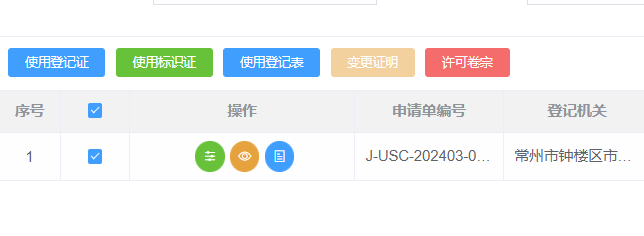 使用登记证 使用标识证 使用登记表 变更证明 许可卷宗
序号 操作 申请单编号 登记机关
1 J-USC-202403-0... 常州市钟楼区市...